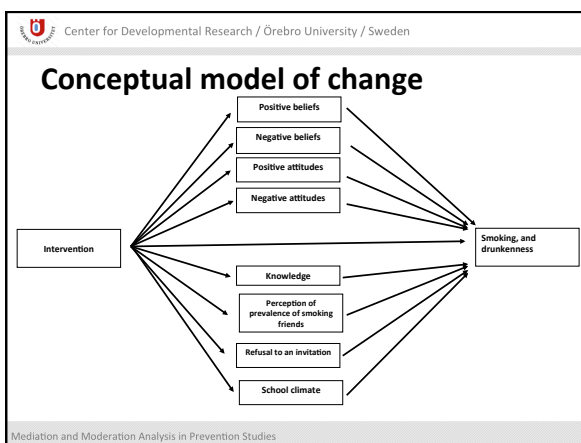 ÖREBRO UNIVERSITET
Center for Developmental Research / Örebro University / Sweden
Conceptual model of change
Positive beliefs
Negative beliefs
Positive attitudes
Negative attitudes
Intervention
Smoking, and
drunkenness
Knowledge
Perception of
prevalence of smoking
friends
Refusal to an invitation
School climate
Mediation and Moderation Analysis in Prevention Studies